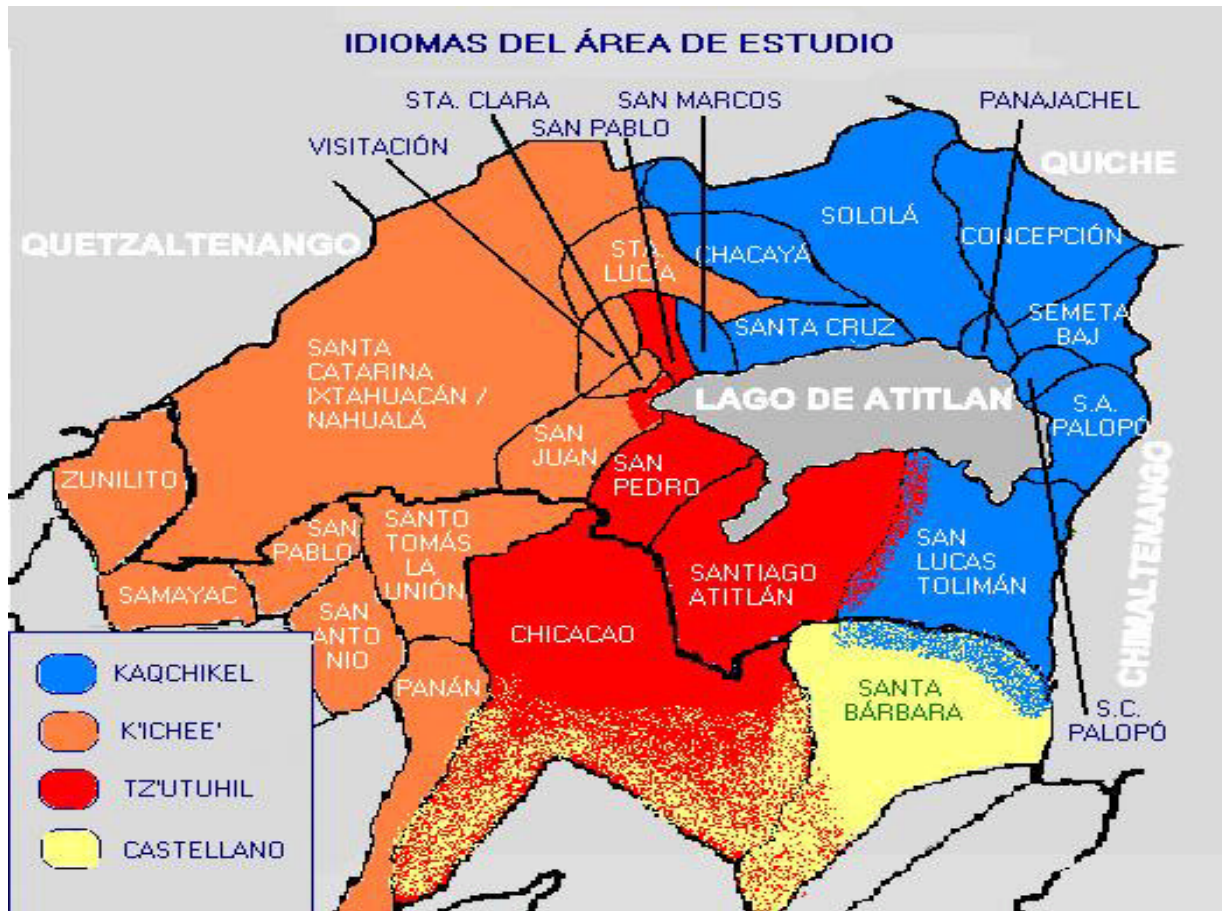 IDIOMAS DEL ÁREA DE ESTUDIO
STA. CLARA
SAN MARCOS
PANAJACHEL
SAN PABLO
VISITACIÓN
QUICHE
SOLOLÁ
QUETZALTENANGO
CONCEPCIÓN
STA.
LUCÍA
CHACAYÁ
SEMETA
BAJ
SANTA CRUZ
SANTA
CATARINA
IXTAHUACÁN /
NAHUALÁ
LAGO DE ATITLAN
S.A.
PALOPÓ
SAN
JUAN
SAN
PEDRO
ZUNILITO
SAN
PABLO
SANTO
TOMÁS
LA
UNIÓN
SAN
LUCAS
TOLIMÁN
CHIMALTENANGO
SANTIAGO
ATITLÁN
SAMAYAC
SAN
ANTO
NIO
CHICACAO
PANÁN
SANTA
BÁRBARA
S.C.
PALOPÓ
KAQCHIKEL
K'ICHEE'
TZ'UTUHIL
CASTELLANO